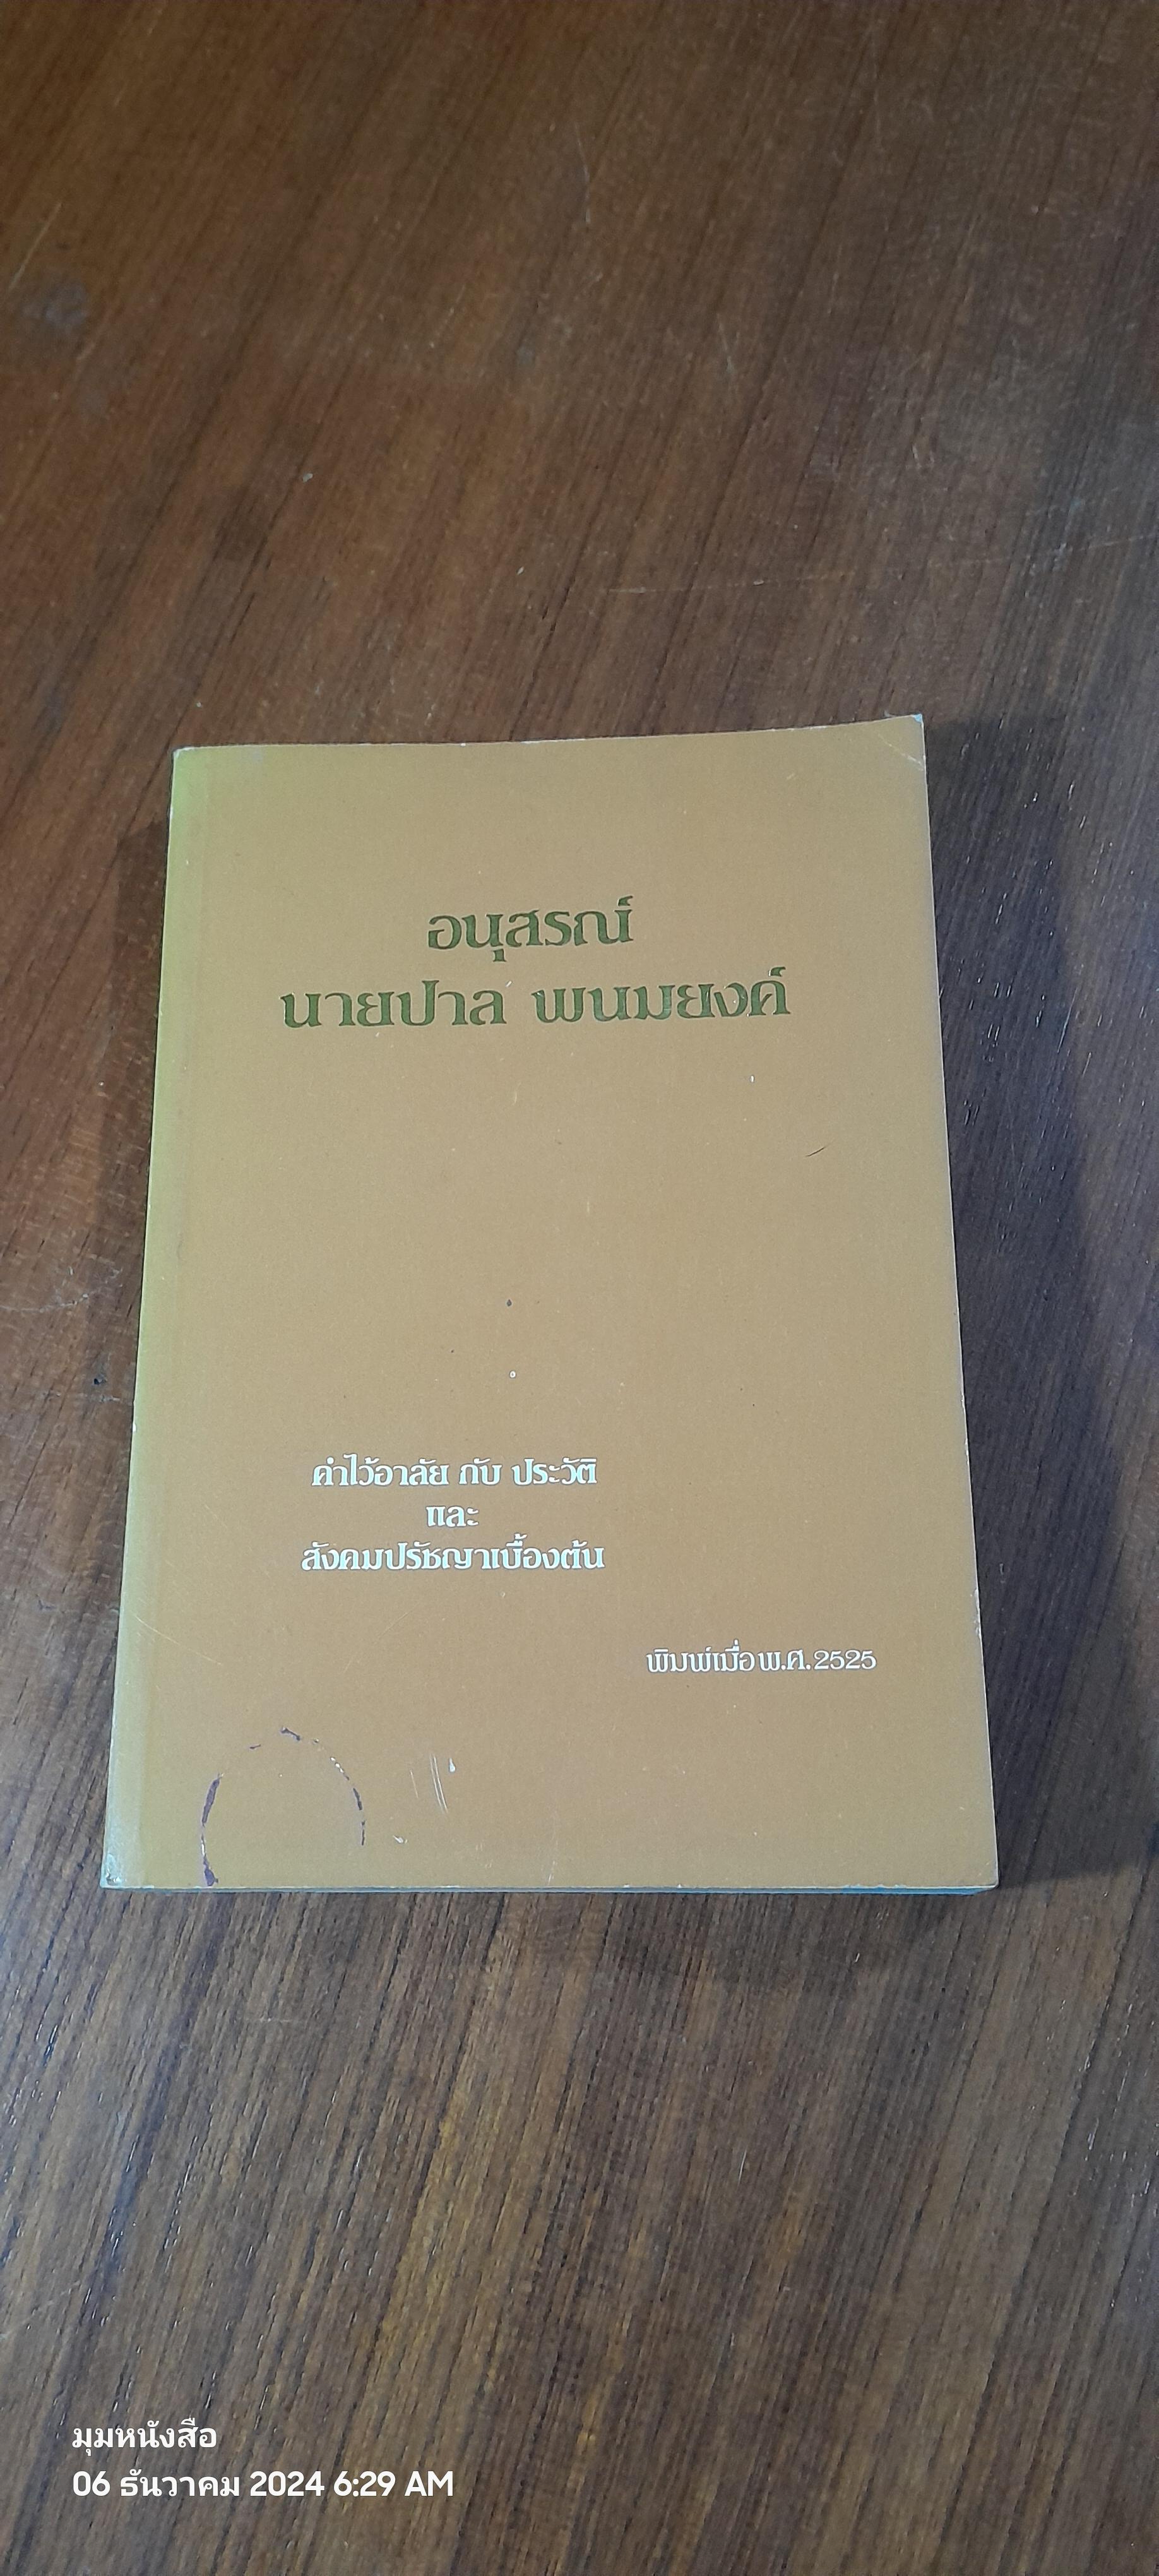 อนุสรณ์
นายปาล พนมยงค์
คำไว้อาลัย กับ ประวัติ
และ
สังคมปรัชญาเบื้องต้น
พิมพ์เมื่อ พ.ศ. 2525
มุมหนังสือ
06 ธันวาคม 2024 6:29 AM